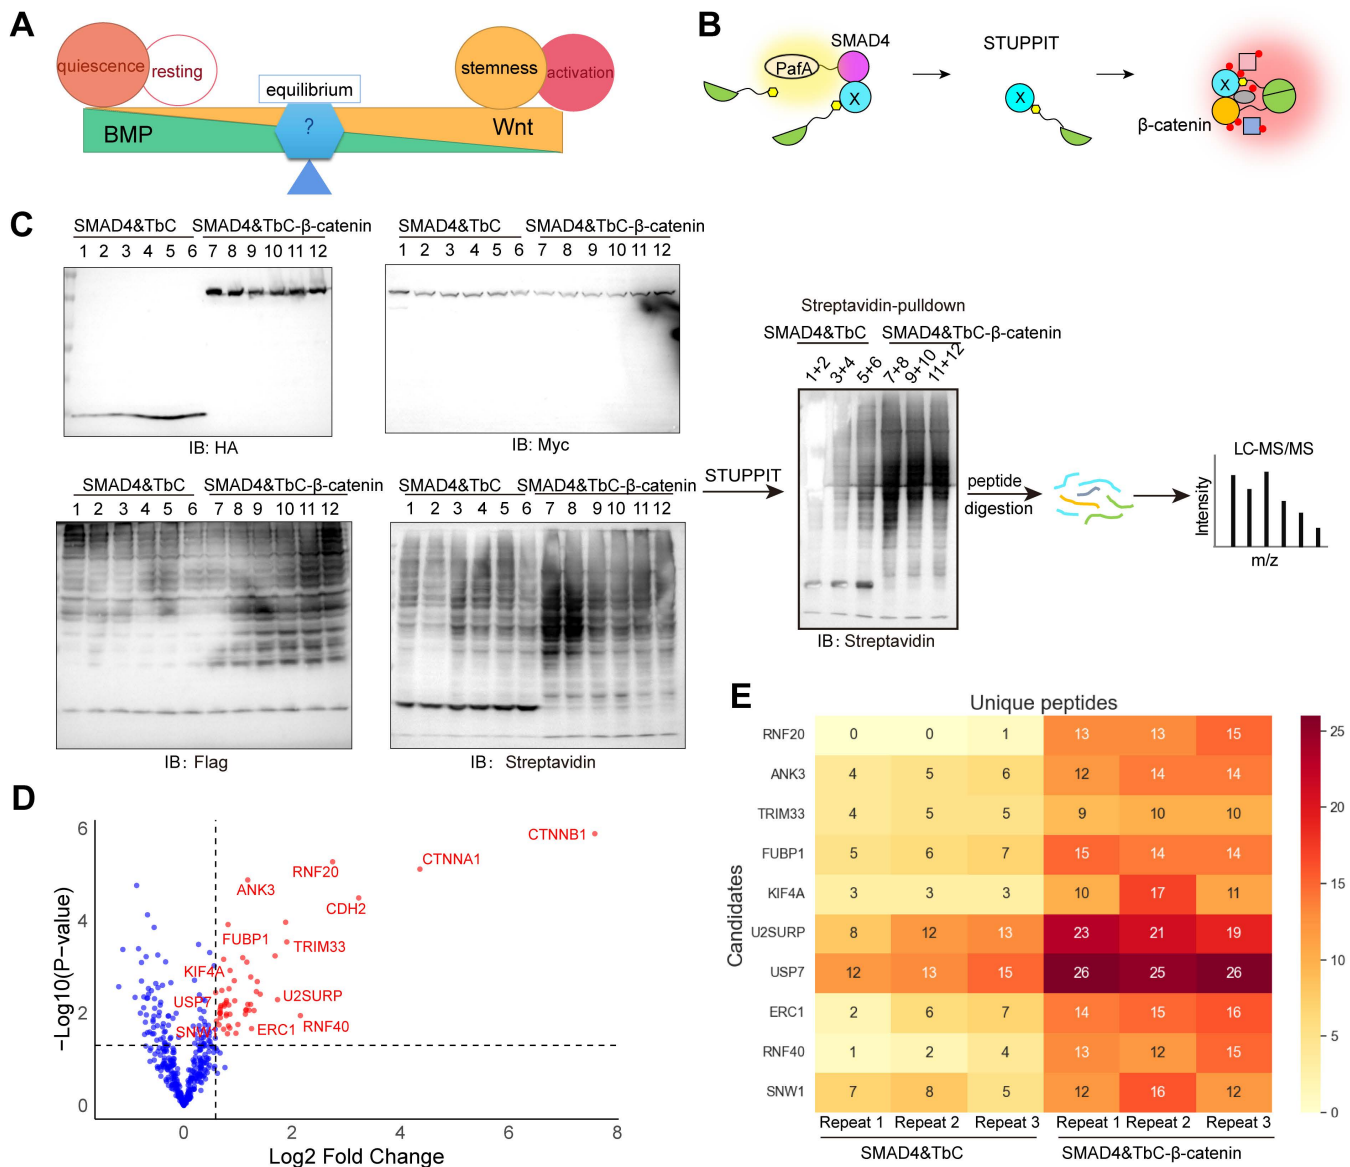 A
quiescence
resting
equilibrium
?
stemness
activation
BMP
Wnt
B
PafA
SMAD4
X
STUPPIT
X
X
β-catenin
C
SMAD4&TbC SMAD4&TbC-β-catenin
1 2 3 4 5 6 7 8 9 10 11 12
IB: HA
SMAD4&TbC SMAD4&TbC-β-catenin
1 2 3 4 5 6 7 8 9 10 11 12
IB: Myc
SMAD4&TbC SMAD4&TbC-β-catenin
1 2 3 4 5 6 7 8 9 10 11 12
IB: Flag
SMAD4&TbC SMAD4&TbC-β-catenin
1 2 3 4 5 6 7 8 9 10 11 12
IB: Streptavidin
STUPPIT
Streptavidin-pulldown
SMAD4&TbC SMAD4&TbC-β-catenin
1+2 3+4 5+6 7+8 9+10 11+12
IB: Streptavidin
peptide
digestion
LC-MS/MS
Intensity
m/z
D
−Log10(P−value)
6
4
2
0
CTNNB1
CTNNA1
RNF20
ANK3
CDH2
FUBP1
TRIM33
KIF4A
USP7
U2SURP
SNW1
ERC1
RNF40
0 2 4 6 8
Log2 Fold Change
E
Unique peptides
Candidates
RNF20 0 0 1 13 13 15
ANK3 4 5 6 12 14 14
TRIM33 4 5 5 9 10 10
FUBP1 5 6 7 15 14 14
KIF4A 3 3 3 10 17 11
U2SURP 8 12 13 23 21 19
USP7 12 13 15 26 25 26
ERC1 2 6 7 14 15 16
RNF40 1 2 4 13 12 15
SNW1 7 8 5 12 16 12
Repeat 1 Repeat 2 Repeat 3 Repeat 1 Repeat 2 Repeat 3
SMAD4&TbC SMAD4&TbC-β-catenin
25
20
15
10
5
0